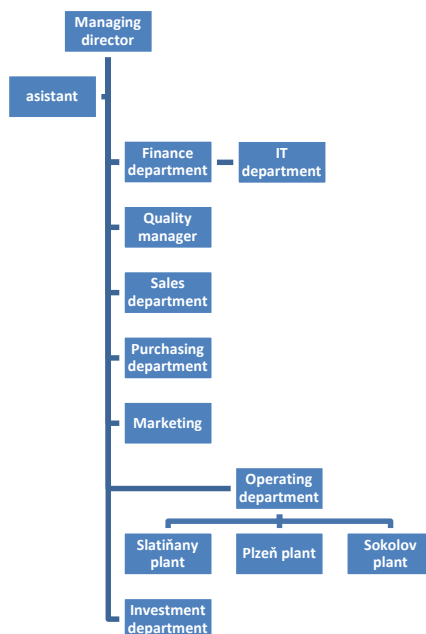 Managing
director
asistant
Finance
department
IT
department
Quality
manager
Sales
department
Purchasing
department
Marketing
Operating
department
Slatiňany
plant
Plzeň plant
Sokolov
plant
Investment
department